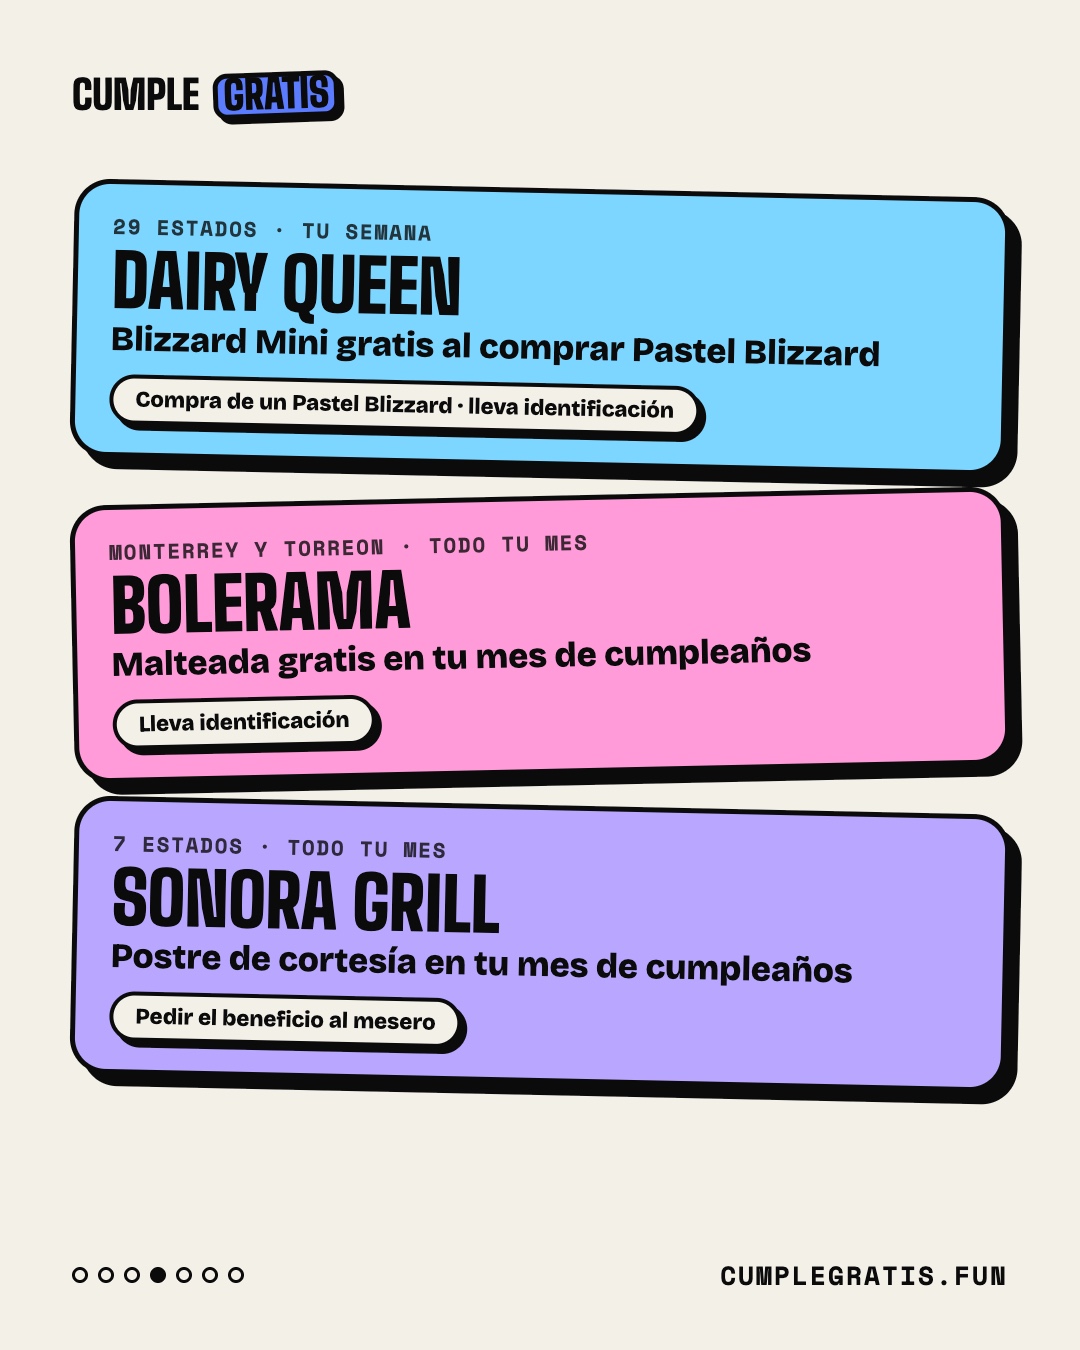 CUMPLE GRATIS
29 ESTADOS · TU SEMANA
DAIRY QUEEN
Blizzard Mini gratis al comprar Pastel Blizzard
Compra de un Pastel Blizzard · lleva identificación
MONTERREY Y TORREON · TODO TU MES
BOLERAMA
Malteada gratis en tu mes de cumpleaños
Lleva identificación
7 ESTADOS · TODO TU MES
SONORA GRILL
Postre de cortesía en tu mes de cumpleaños
Pedir el beneficio al mesero
CUMPLEGRATIS.FUN